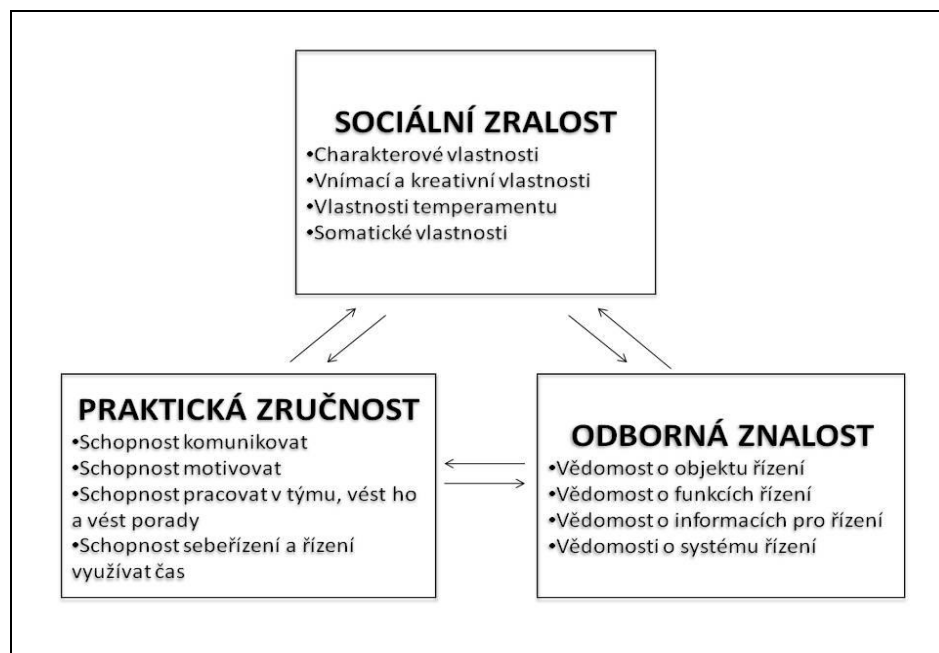 SOCIÁLNÍ ZRALOST
•Charakterové vlastnosti
•Vnímací a kreativní vlastnosti
•Vlastnosti temperamentu
•Somatické vlastnosti
PRAKTICKÁ ZRUČNOST
•Schopnost komunikovat
•Schopnost motivovat
•Schopnost pracovat v týmu, vést ho
a vést porady
•Schopnost sebeřízení a řízení
využívat čas
ODBORNÁ ZNALOST
•Vědomost o objektu řízení
•Vědomost o funkcích řízení
•Vědomost o informacích pro řízení
•Vědomosti o systému řízení